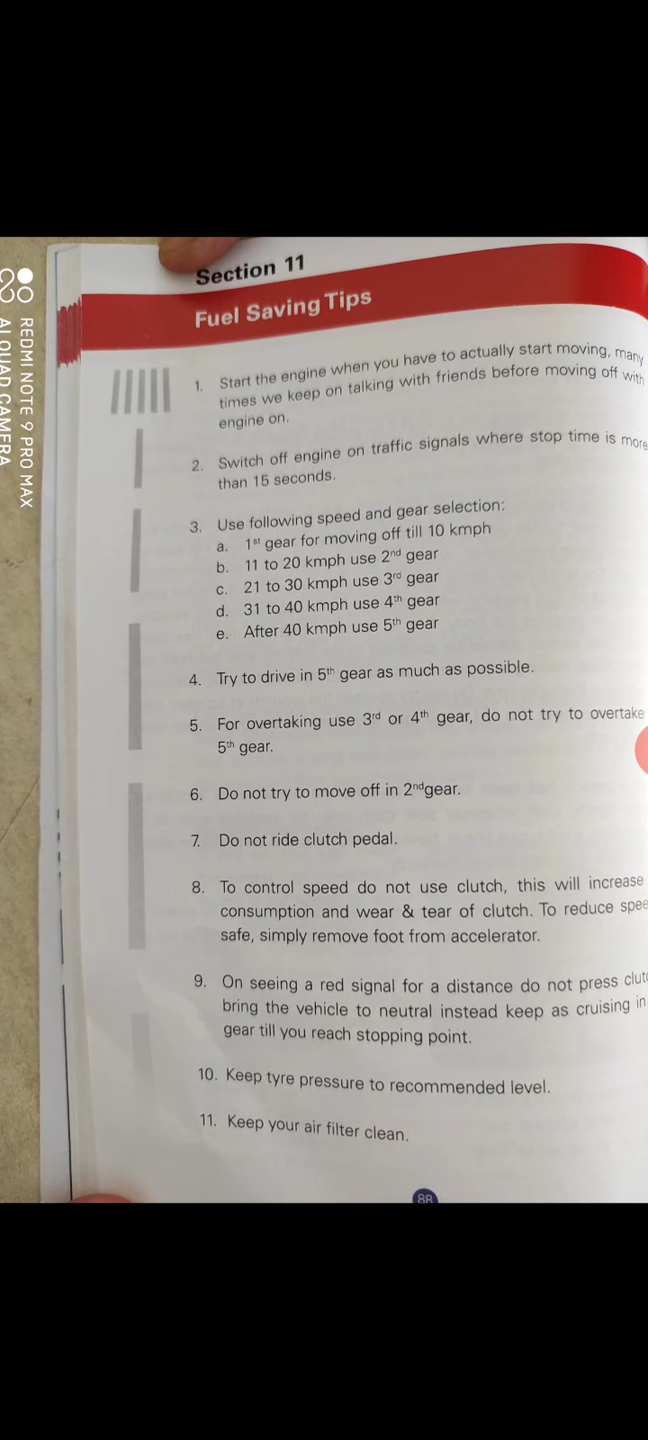 Section 11
Fuel Saving Tips
1. Start the engine when you have to actually start moving, many
times we keep on talking with friends before moving off with
engine on.
2. Switch off engine on traffic signals where stop time is more
than 15 seconds.
3. Use following speed and gear selection:
a. 1st gear for moving off till 10 kmph
b. 11 to 20 kmph use 2nd gear
c. 21 to 30 kmph use 3rd gear
d. 31 to 40 kmph use 4th gear
e. After 40 kmph use 5th gear
4. Try to drive in 5th gear as much as possible.
5. For overtaking use 3rd or 4th gear, do not try to overtake
5th gear.
6. Do not try to move off in 2ndgear.
7. Do not ride clutch pedal.
8. To control speed do not use clutch, this will increase
consumption and wear & tear of clutch. To reduce spee
safe, simply remove foot from accelerator.
9. On seeing a red signal for a distance do not press clutc
bring the vehicle to neutral instead keep as cruising in
gear till you reach stopping point.
10. Keep tyre pressure to recommended level.
11. Keep your air filter clean.
88
REDMI NOTE 9 PRO MAX
AI QUAD CAMERA